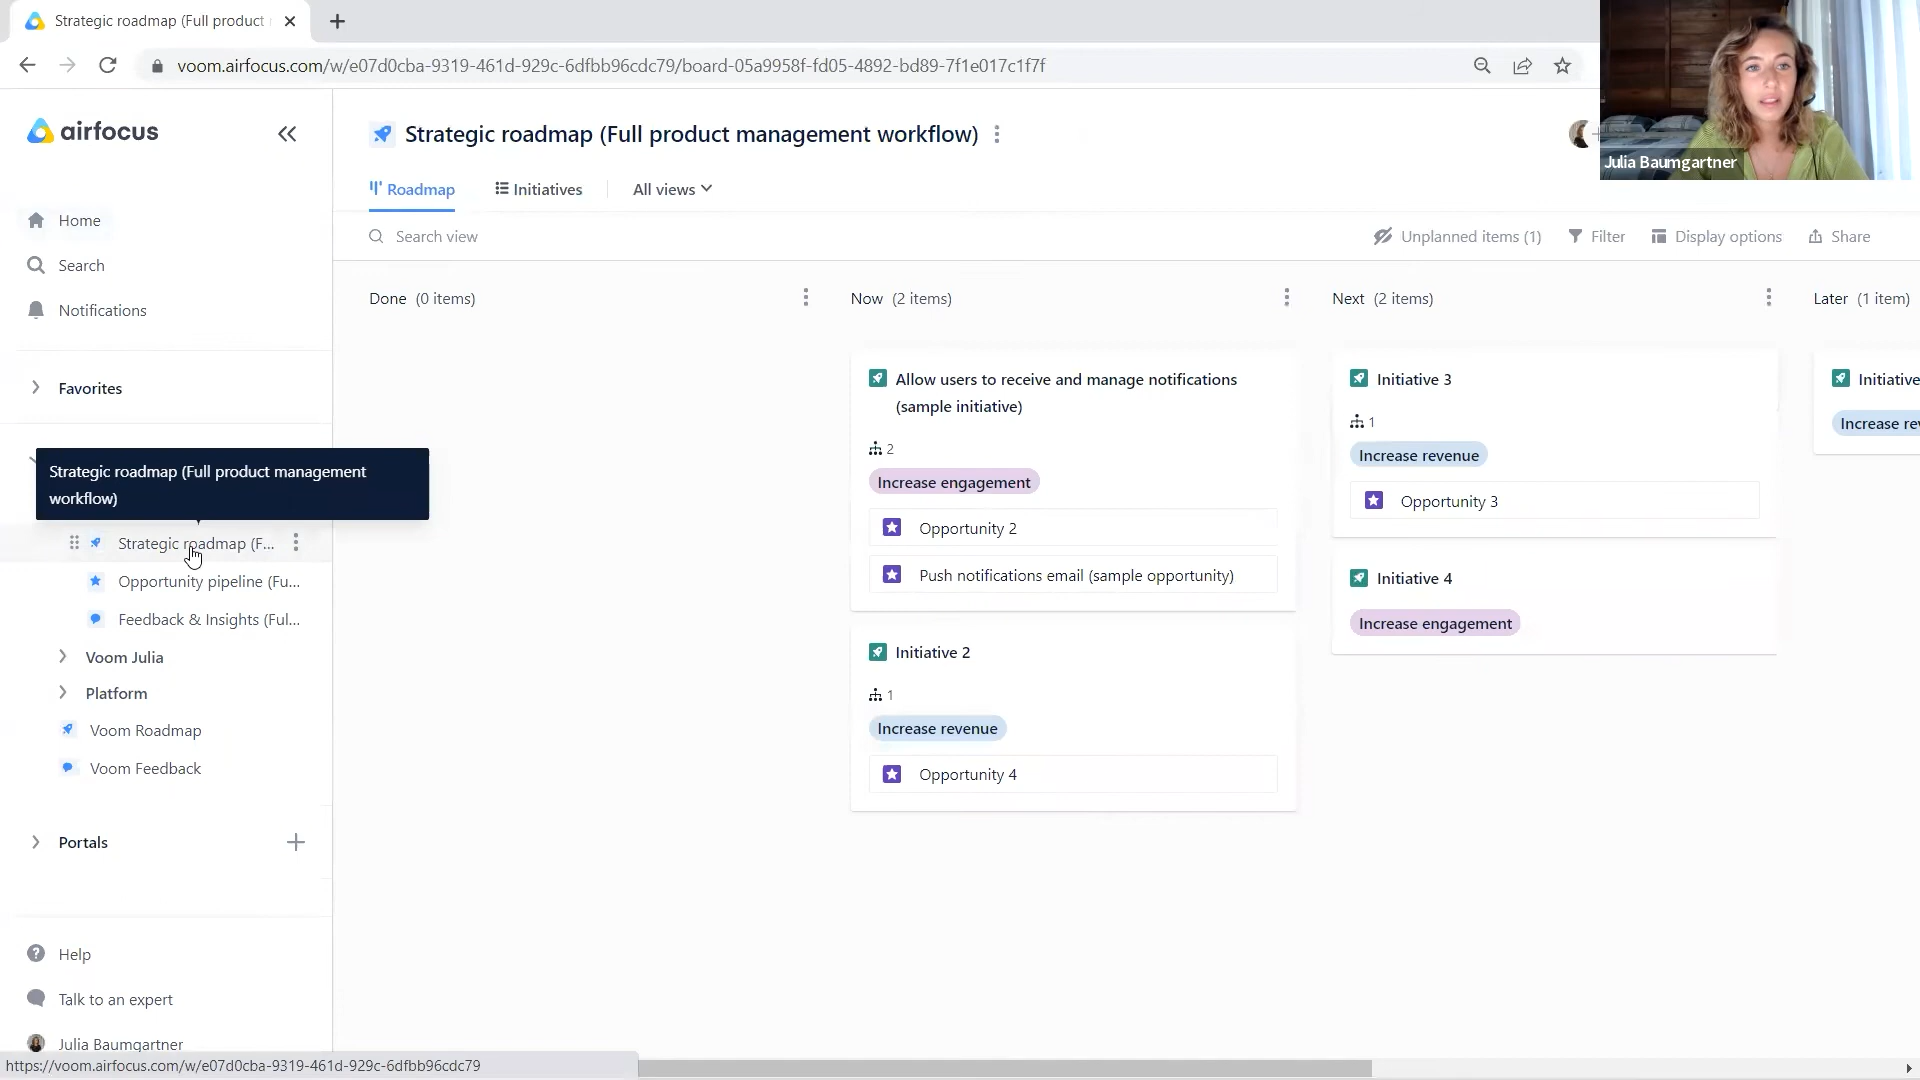 Strategic roadmap (Full product
voom.airfocus.com/w/e07d0cba-9319-461d-929c-6dfbb96cdc79/board-05a9958f-fd05-4892-bd89-7f1e017c1f7f
Julia Baumgartner
airfocus
Home
Search
Notifications
Favorites
Strategic roadmap (Full product management
workflow)
Strategic roadmap (F...
Opportunity pipeline (Fu...
Feedback & Insights (Ful...
Voom Julia
Platform
Voom Roadmap
Voom Feedback
Portals
Help
Talk to an expert
Julia Baumgartner
https://voom.airfocus.com/w/e07d0cba-9319-461d-929c-6dfbb96cdc79
Strategic roadmap (Full product management workflow)
Roadmap
Initiatives
All views
Search view
Unplanned items (1)
Filter
Display options
Share
Done (0 items)
Now (2 items)
Allow users to receive and manage notifications
(sample initiative)
2
Increase engagement
Opportunity 2
Push notifications email (sample opportunity)
Initiative 2
1
Increase revenue
Opportunity 4
Next (2 items)
Initiative 3
1
Increase revenue
Opportunity 3
Initiative 4
Increase engagement
Later (1 item)
Initiative
Increase rev